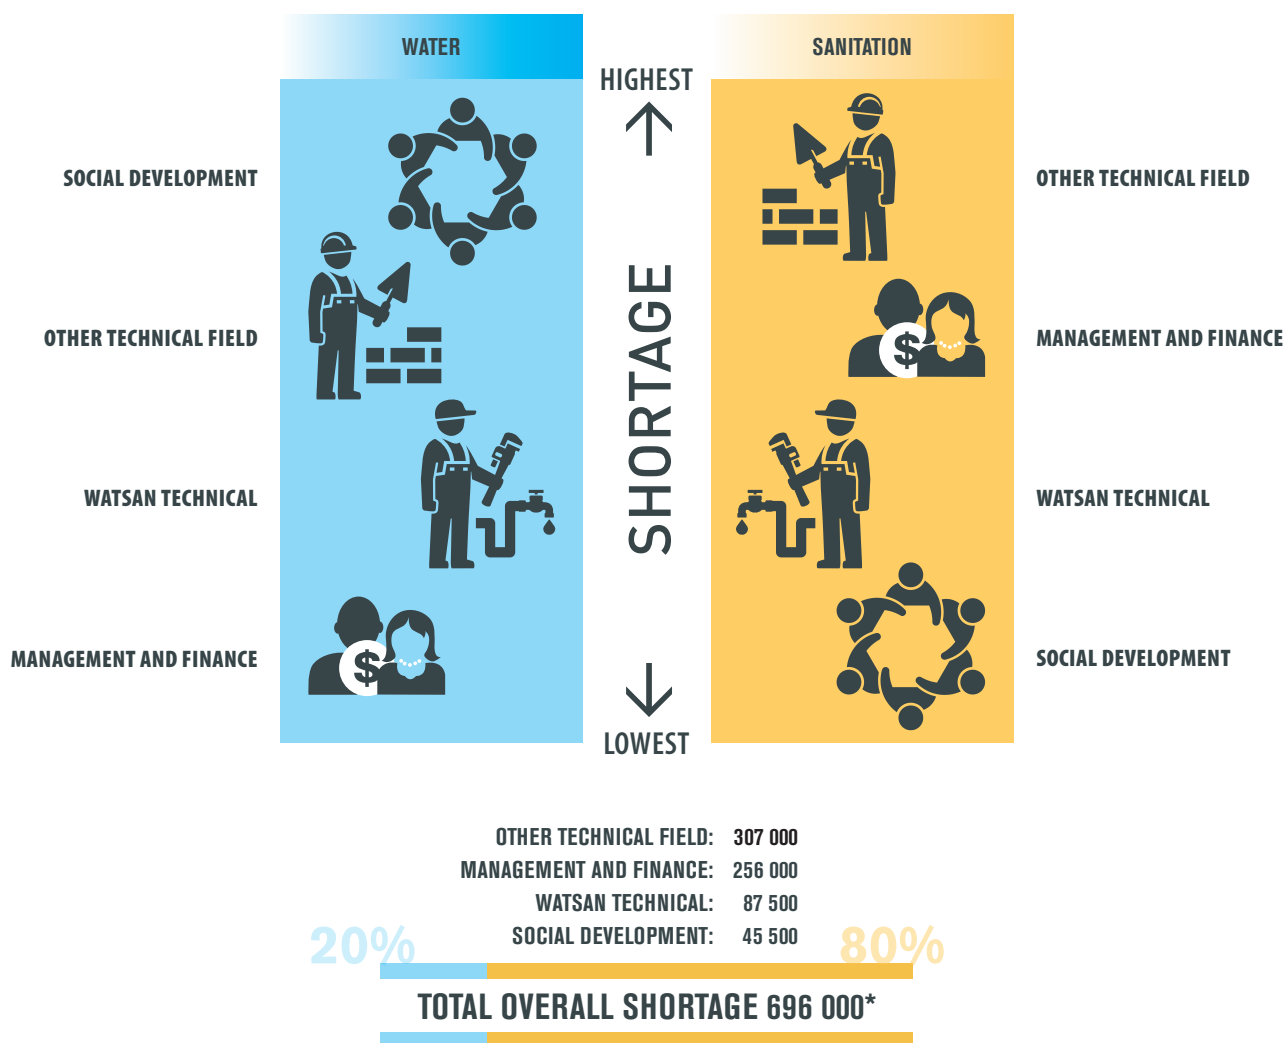 WATER
SANITATION
HIGHEST
SOCIAL DEVELOPMENT
OTHER TECHNICAL FIELD
WATSAN TECHNICAL
MANAGEMENT AND FINANCE
SHORTAGE
OTHER TECHNICAL FIELD
MANAGEMENT AND FINANCE
WATSAN TECHNICAL
SOCIAL DEVELOPMENT
$
$
LOWEST
OTHER TECHNICAL FIELD: 307 000
MANAGEMENT AND FINANCE: 256 000
WATSAN TECHNICAL: 87 500
SOCIAL DEVELOPMENT: 45 500
20%
80%
TOTAL OVERALL SHORTAGE 696 000*